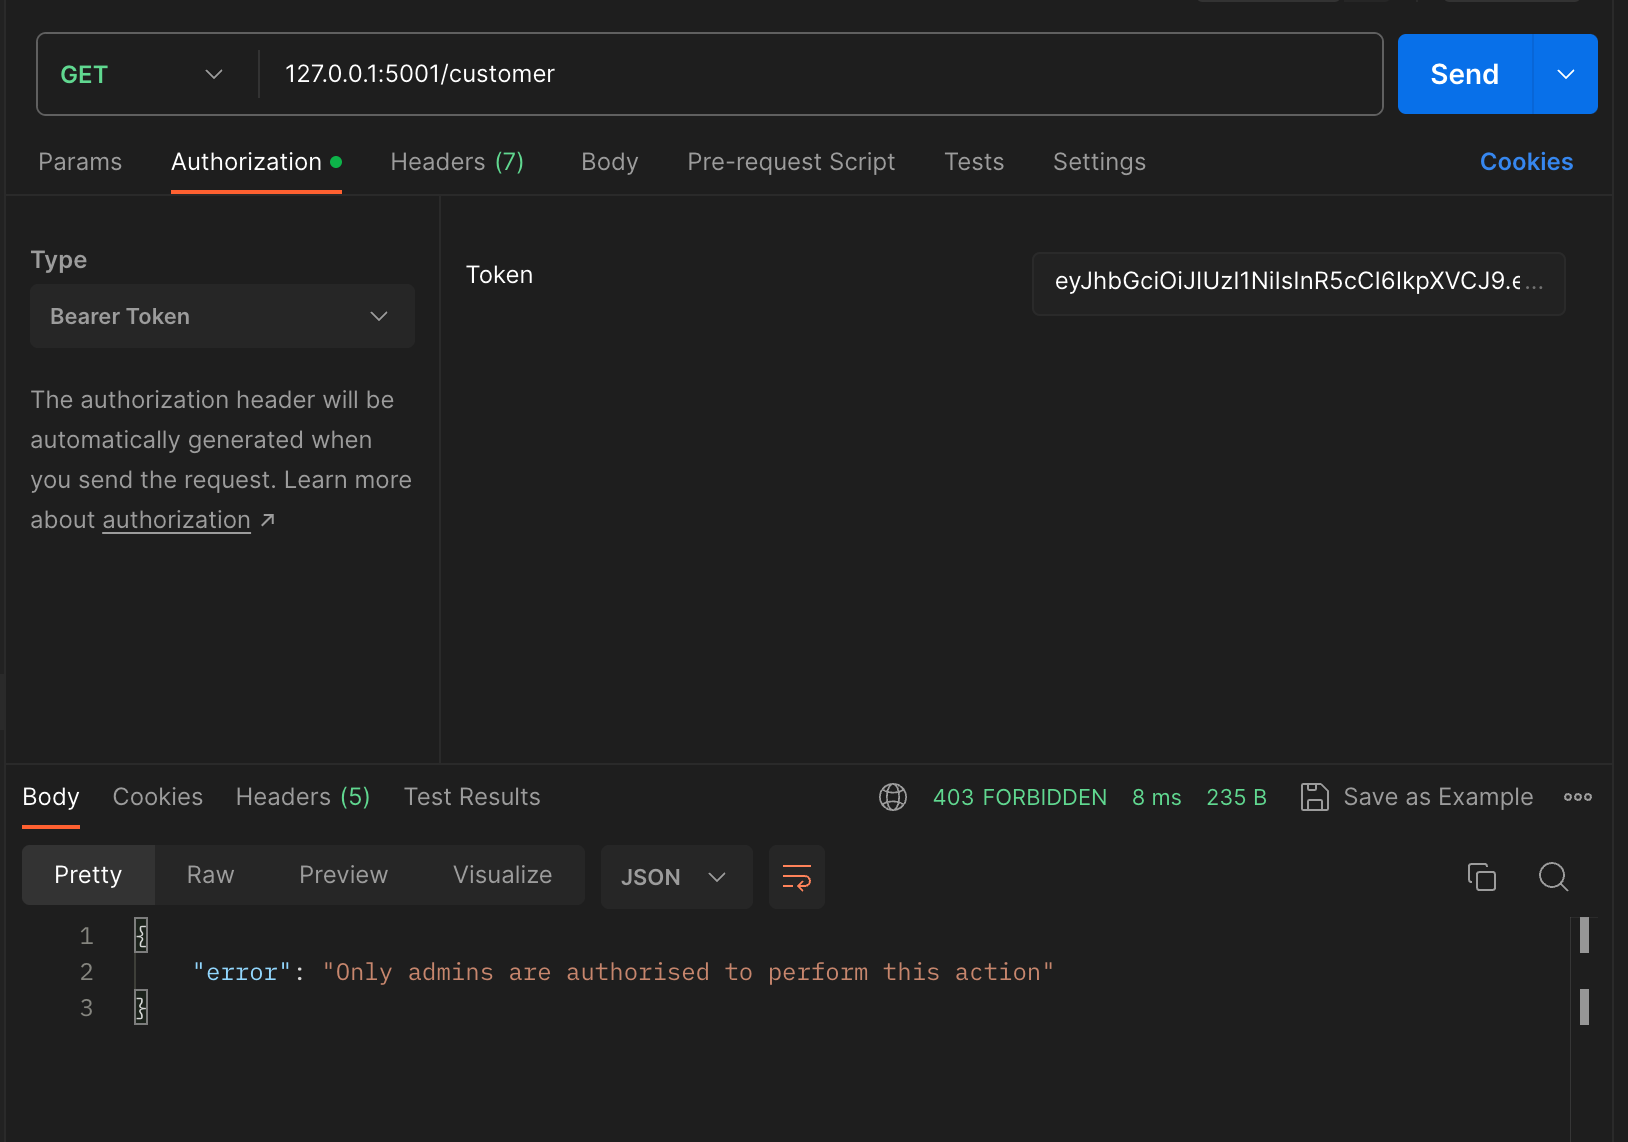 GET 127.0.0.1:5001/customer Send
Params Authorization Headers (7) Body Pre-request Script Tests Settings Cookies
Type
Bearer Token
The authorization header will be
automatically generated when
you send the request. Learn more
about authorization ↗
Token eyJhbGciOiJIUzI1NiIsInR5cCI6IkpXVCJ9.e...
Body Cookies Headers (5) Test Results 403 FORBIDDEN 8 ms 235 B Save as Example
Pretty Raw Preview Visualize JSON
1 {
2 "error": "Only admins are authorised to perform this action"
3 }